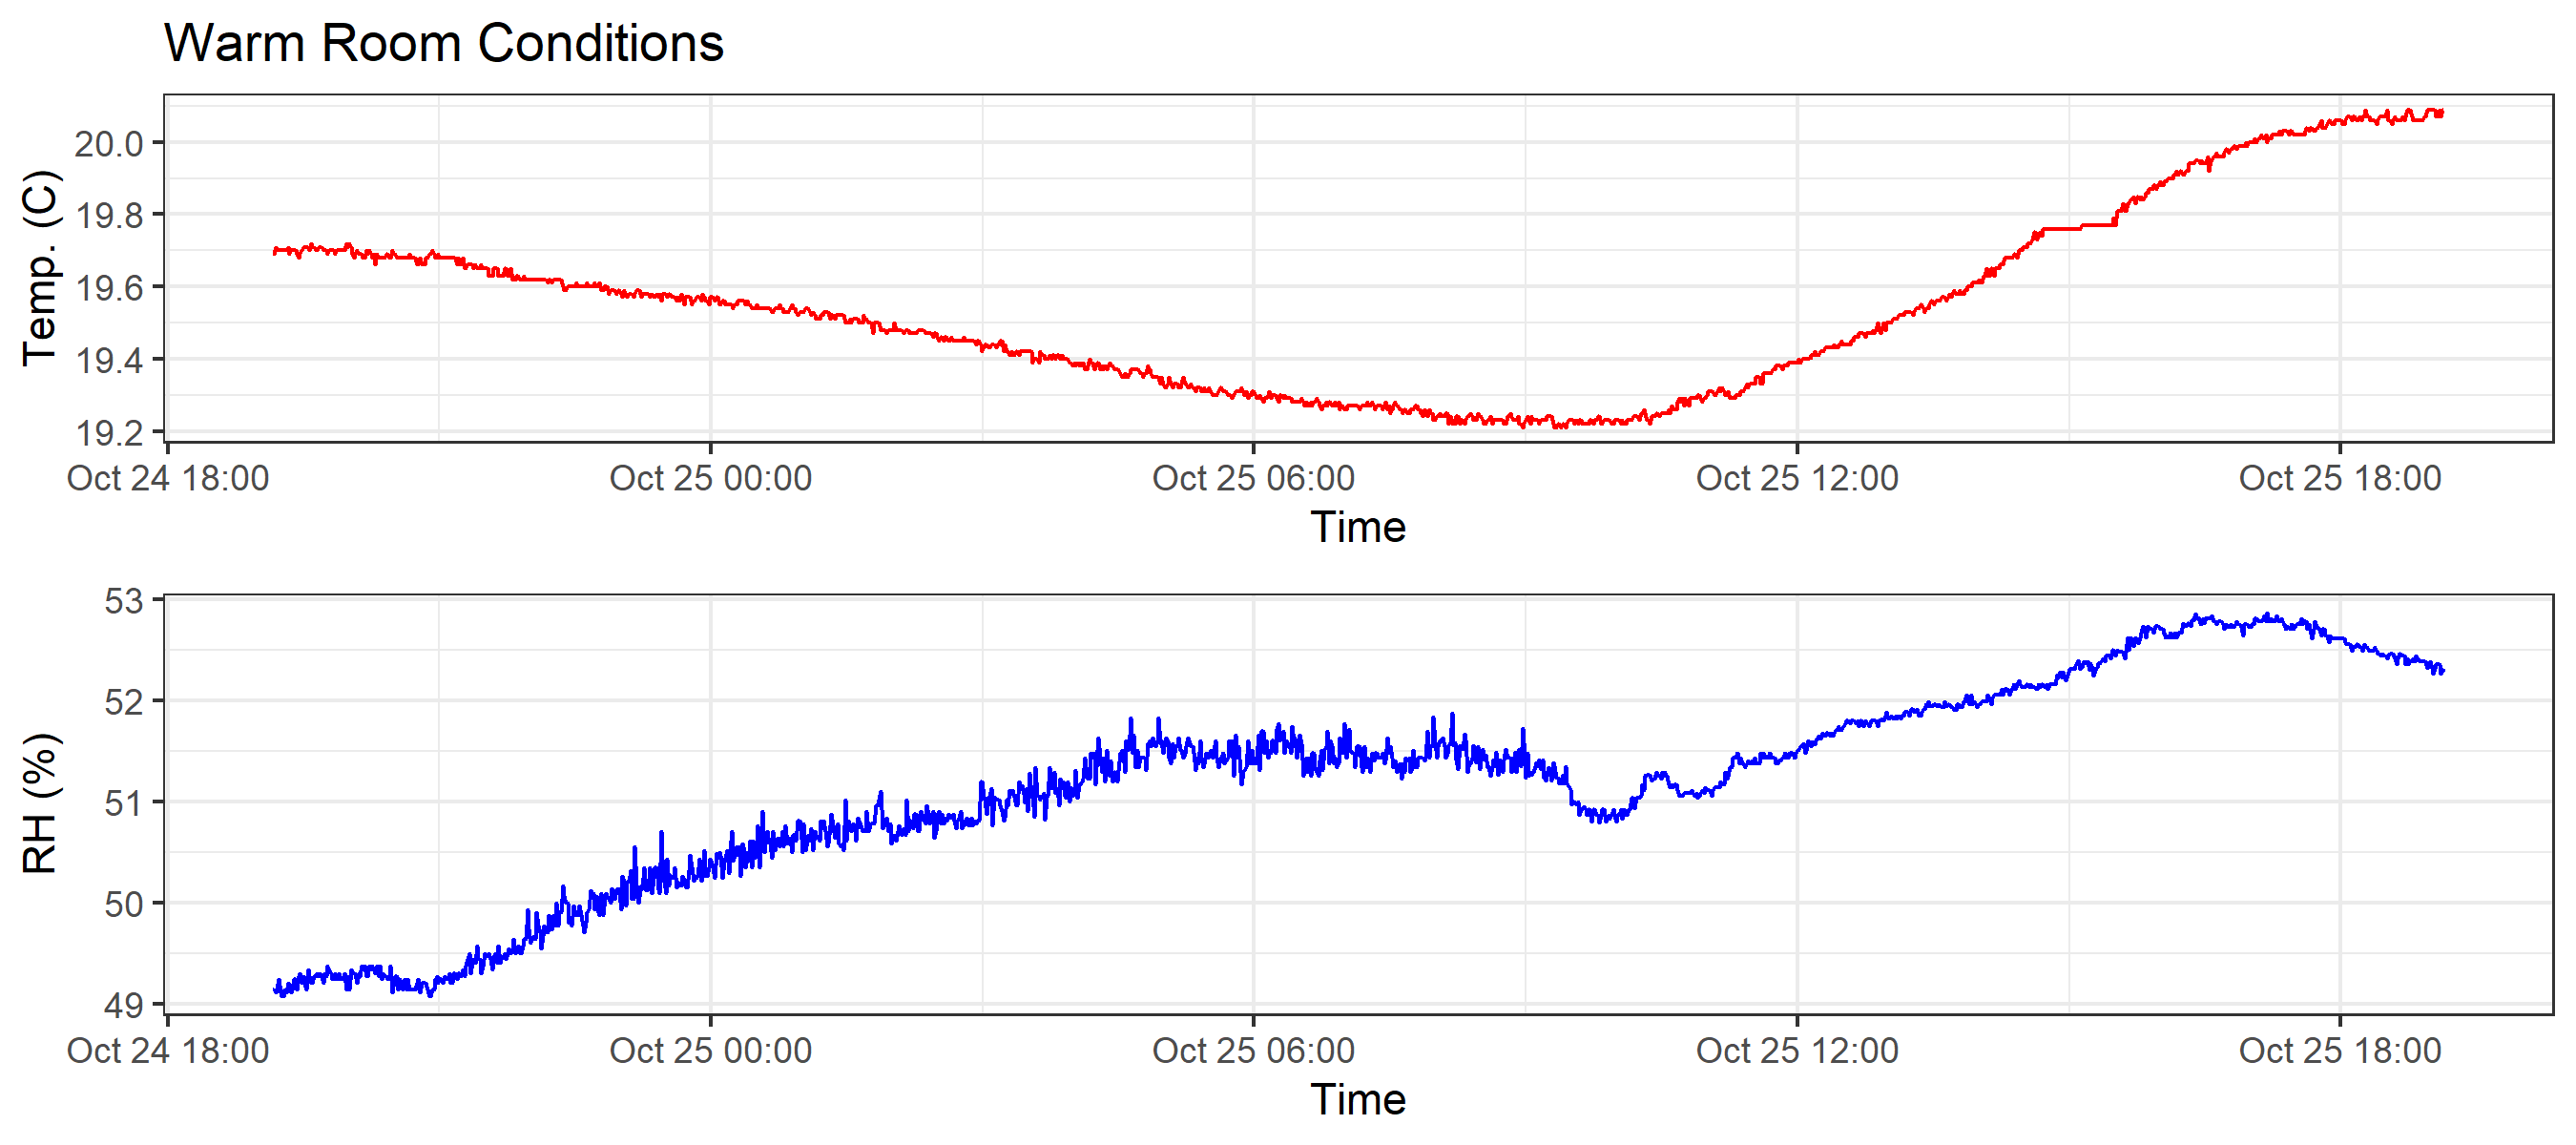 Warm Room Conditions
Temp. (C)
20.0
19.8
19.6
19.4
19.2
Oct 24 18:00 Oct 25 00:00 Oct 25 06:00 Oct 25 12:00 Oct 25 18:00
Time
RH (%)
53
52
51
50
49
Oct 24 18:00 Oct 25 00:00 Oct 25 06:00 Oct 25 12:00 Oct 25 18:00
Time